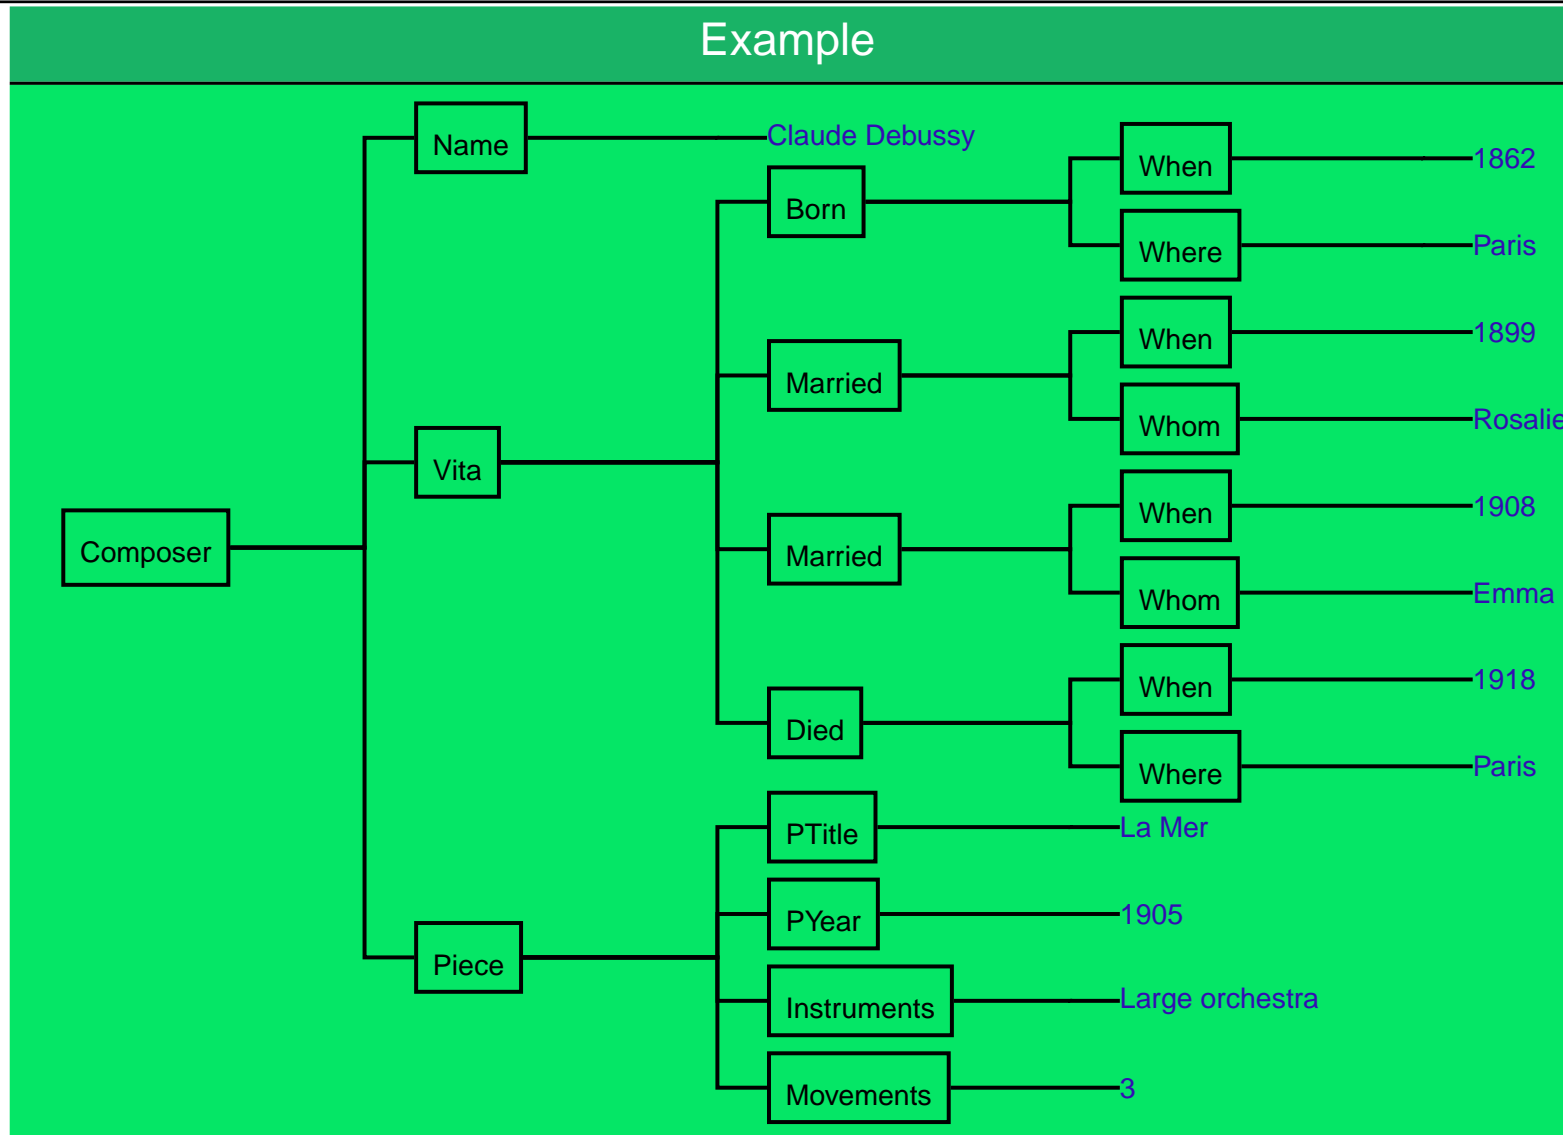 Example
Name
Claude Debussy
When
1862
Born
Where
Paris
When
1899
Married
Whom
Rosalie
Vita
When
1908
Composer
Married
Whom
Emma
When
1918
Died
Where
Paris
PTitle
La Mer
PYear
1905
Piece
Instruments
Large orchestra
Movements
3